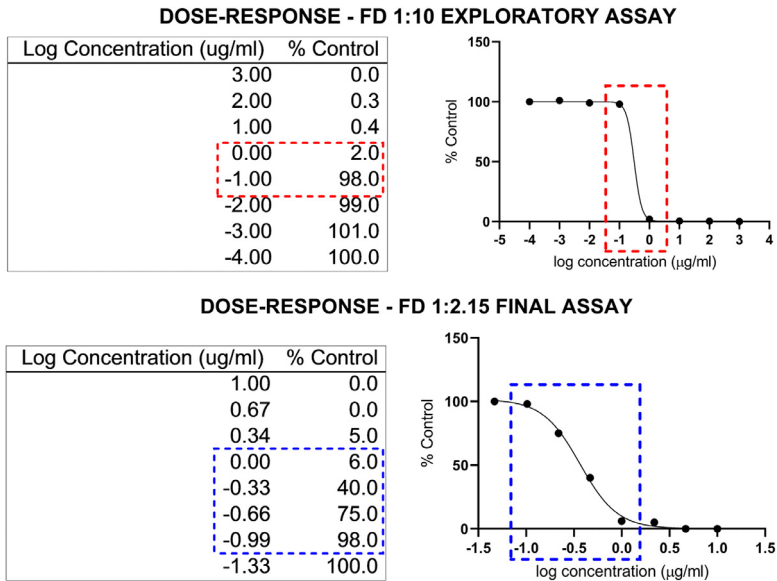 DOSE-RESPONSE - FD 1:10 EXPLORATORY ASSAY
Log Concentration (ug/ml) % Control
3.00 0.0
2.00 0.3
1.00 0.4
0.00 2.0
-1.00 98.0
-2.00 99.0
-3.00 101.0
-4.00 100.0
150
100
50
0
% Control
-5 -4 -3 -2 -1 0 1 2 3 4
log concentration (μg/ml)
DOSE-RESPONSE - FD 1:2.15 FINAL ASSAY
Log Concentration (ug/ml) % Control
1.00 0.0
0.67 0.0
0.34 5.0
0.00 6.0
-0.33 40.0
-0.66 75.0
-0.99 98.0
-1.33 100.0
150
100
50
0
% Control
-1.5 -1.0 -0.5 0.0 0.5 1.0 1.5
log concentration (μg/ml)